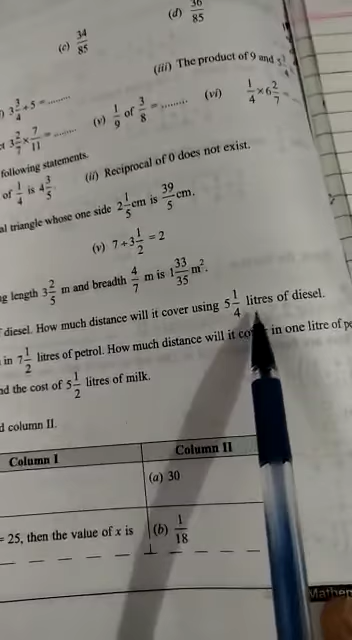 (d) 36/85
(c) 34/85
(iii) The product of 9 and 5
3 3/4 ÷ 5 = .........
3 2/7 × 7/11 = ......... (v) 1/9 of 3/8 = ......... (vi) 1/4 × 6 2/7 =
following statements.
of 1/4 is 4 3/5. (ii) Reciprocal of 0 does not exist.
al triangle whose one side 2 1/5 cm is 39/5 cm.
(v) 7 ÷ 3 1/2 = 2
g length 3 2/5 m and breadth 4/7 m is 1 33/35 m².
diesel. How much distance will it cover using 5 1/4 litres of diesel.
in 7 1/2 litres of petrol. How much distance will it in one litre of pe
nd the cost of 5 1/2 litres of milk.
d column II.
Column I Column II
(a) 30
= 25, then the value of x is (b) 1/18
Mather